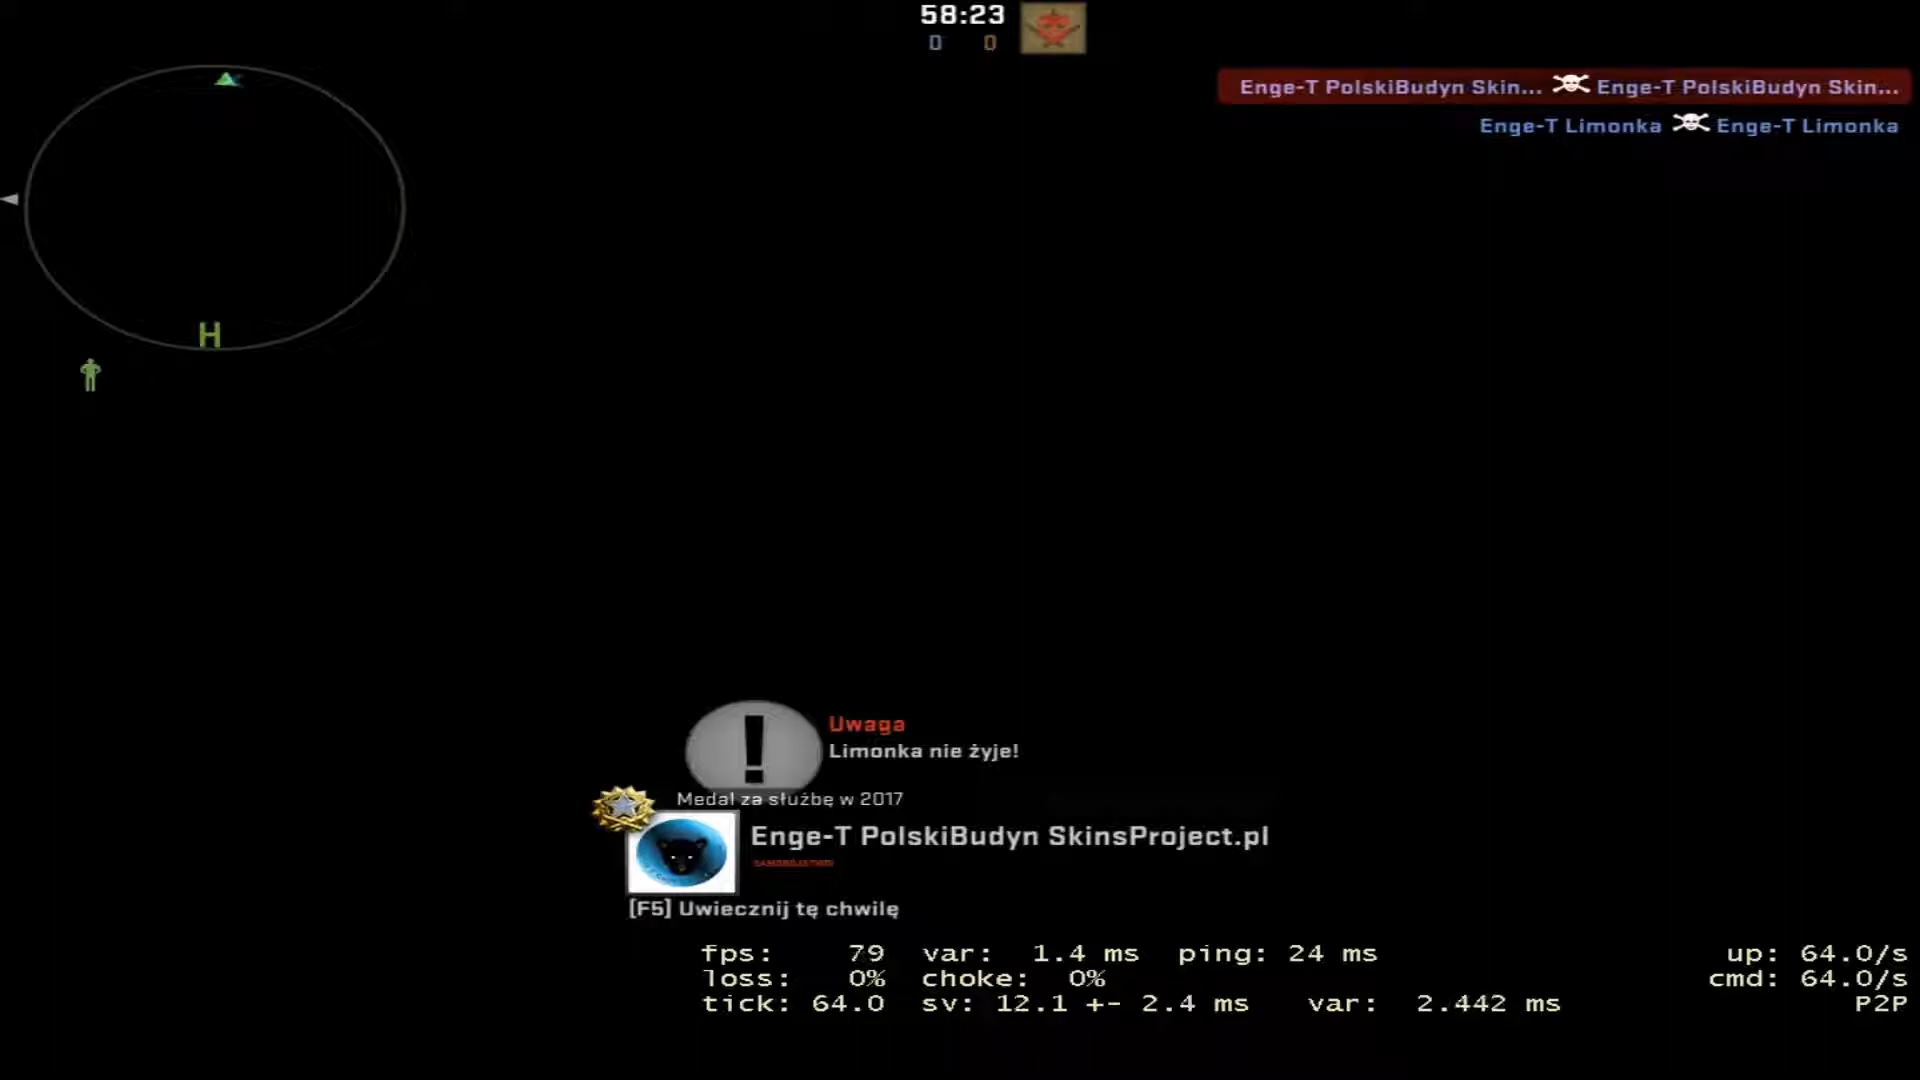 58:23
0 0
Enge-T PolskiBudyn Skin... Enge-T PolskiBudyn Skin...
Enge-T Limonka Enge-T Limonka
H
Uwaga
Limonka nie żyje!
Medal za służbę w 2017
Enge-T PolskiBudyn SkinsProject.pl
[F5] Uwiecznij tę chwilę
fps: 79 var: 1.4 ms ping: 24 ms up: 64.0/s
loss: 0% choke: 0% cmd: 64.0/s
tick: 64.0 sv: 12.1 +- 2.4 ms var: 2.442 ms P2P